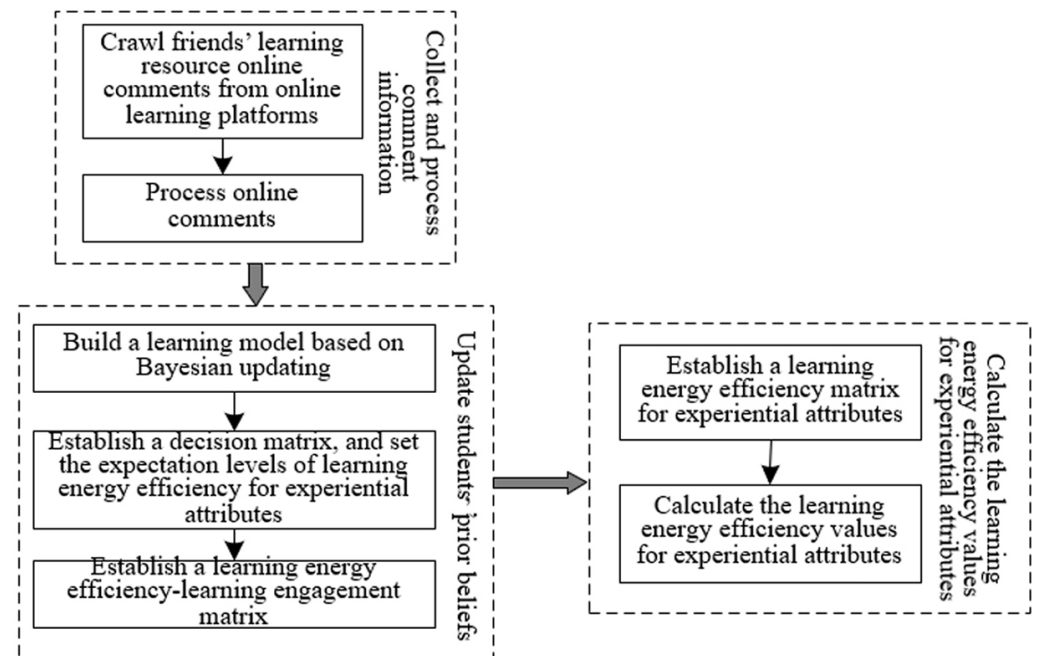 Crawl friends’ learning
resource online
comments from online
learning platforms
Process online
comments
Collect and process
comment
information
Build a learning model based on
Bayesian updating
Establish a decision matrix, and set
the expectation levels of learning
energy efficiency for experiential
attributes
Establish a learning energy
efficiency-learning engagement
matrix
Update students’ prior beliefs
Establish a learning
energy efficiency matrix
for experiential attributes
Calculate the learning
energy efficiency values
for experiential attributes
Calculate the learning
energy efficiency values
for experiential attributes